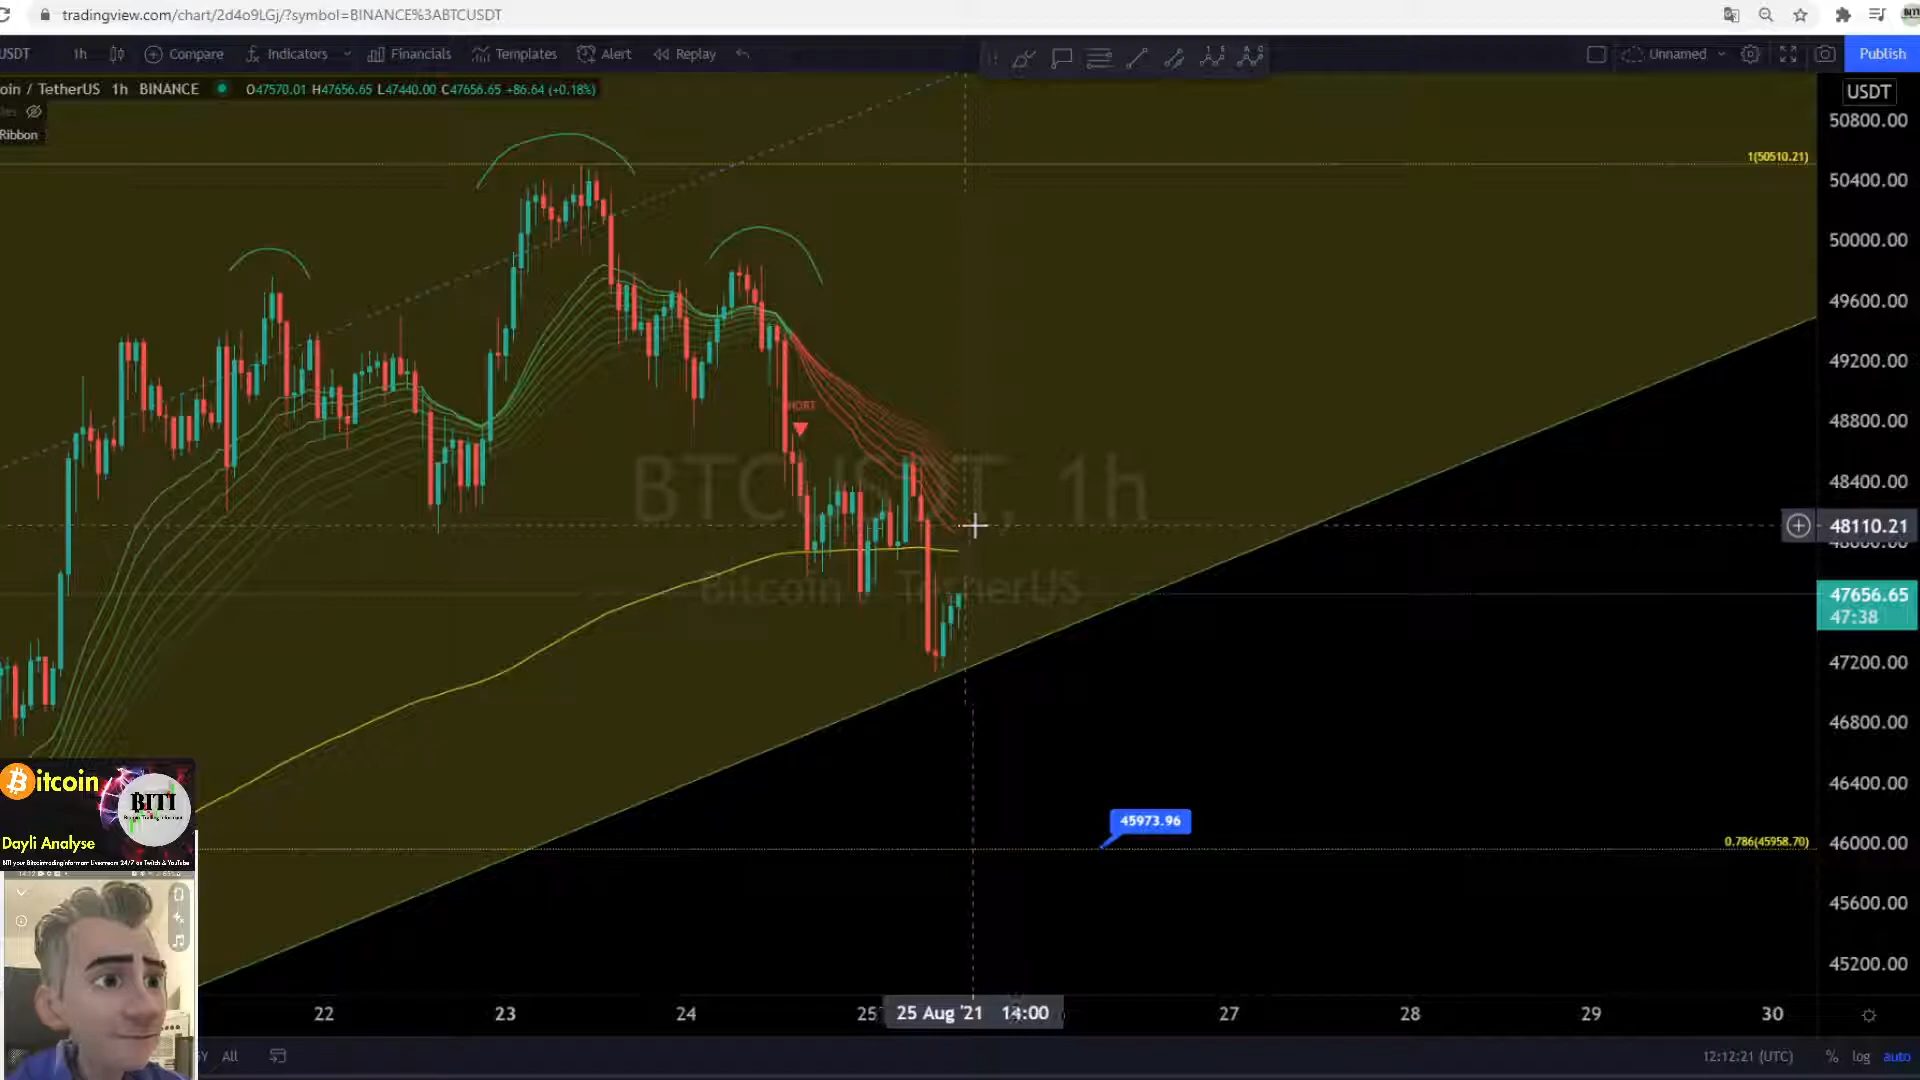 tradingview.com/chart/2d4o9LGj/?symbol=BINANCE%3ABTCUSDT
USDT 1h Compare Indicators Financials Templates Alert Replay Unnamed Publish
oin / TetherUS 1h BINANCE O47570.01 H47656.65 L47440.00 C47656.65 +86.64 (+0.18%)
Ribbon
USDT
50800.00
1(50510.21)
50400.00
50000.00
49600.00
49200.00
48800.00
48400.00
48110.21
48000.00
47656.65
47:38
47200.00
46800.00
46400.00
46000.00
45600.00
45200.00
BTCUSDT, 1h
Bitcoin / TetherUS
45973.96
0.786(45958.70)
Bitcoin
BITI
Dayli Analyse
22 23 24 25 25 Aug '21 14:00 27 28 29 30
All
12:12:21 (UTC) % log auto